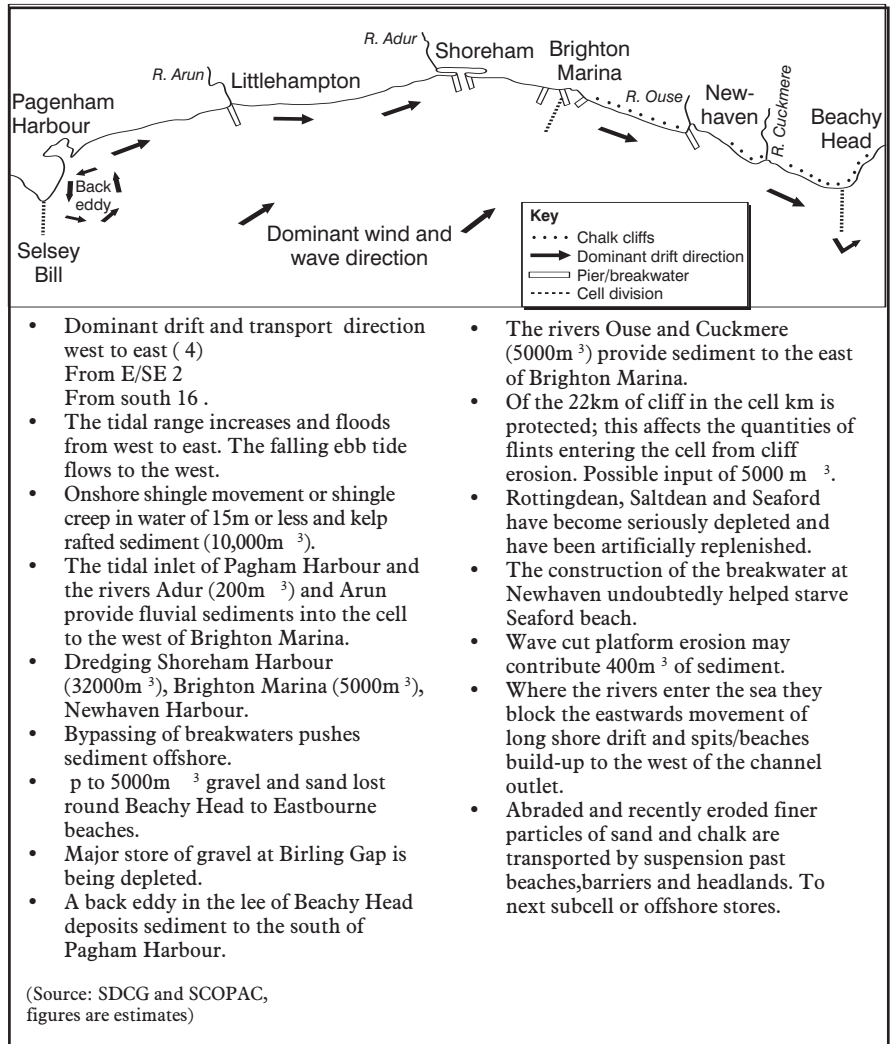 R. Adur
Shoreham
Brighton
Marina
R. Arun
Littlehampton
R. Ouse
New-
haven
R. Cuckmere
Beachy
Head
Pagenham
Harbour
Back
eddy
Selsey
Bill
Dominant wind and
wave direction
Key
Chalk cliffs
Dominant drift direction
Pier/breakwater
Cell division
• Dominant drift and transport direction
west to east ( 4)
From E/SE 2
From south 16 .
• The tidal range increases and floods
from west to east. The falling ebb tide
flows to the west.
• Onshore shingle movement or shingle
creep in water of 15m or less and kelp
rafted sediment (10,000m ³).
• The tidal inlet of Pagham Harbour and
the rivers Adur (200m ³) and Arun
provide fluvial sediments into the cell
to the west of Brighton Marina.
• Dredging Shoreham Harbour
(32000m ³), Brighton Marina (5000m ³),
Newhaven Harbour.
• Bypassing of breakwaters pushes
sediment offshore.
• p to 5000m ³ gravel and sand lost
round Beachy Head to Eastbourne
beaches.
• Major store of gravel at Birling Gap is
being depleted.
• A back eddy in the lee of Beachy Head
deposits sediment to the south of
Pagham Harbour.
(Source: SDCG and SCOPAC,
figures are estimates)
• The rivers Ouse and Cuckmere
(5000m ³) provide sediment to the east
of Brighton Marina.
• Of the 22km of cliff in the cell km is
protected; this affects the quantities of
flints entering the cell from cliff
erosion. Possible input of 5000 m ³.
• Rottingdean, Saltdean and Seaford
have become seriously depleted and
have been artificially replenished.
• The construction of the breakwater at
Newhaven undoubtedly helped starve
Seaford beach.
• Wave cut platform erosion may
contribute 400m ³ of sediment.
• Where the rivers enter the sea they
block the eastwards movement of
long shore drift and spits/beaches
build-up to the west of the channel
outlet.
• Abraded and recently eroded finer
particles of sand and chalk are
transported by suspension past
beaches,barriers and headlands. To
next subcell or offshore stores.